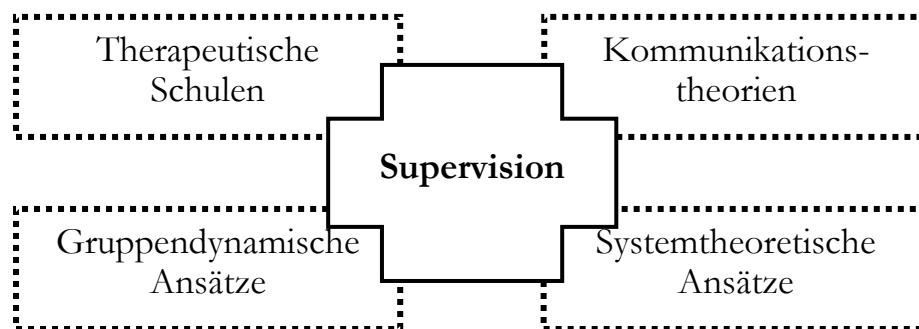 Therapeutische
Schulen
Kommunikations-
theorien
Supervision
Gruppendynamische
Ansätze
Systemtheoretische
Ansätze